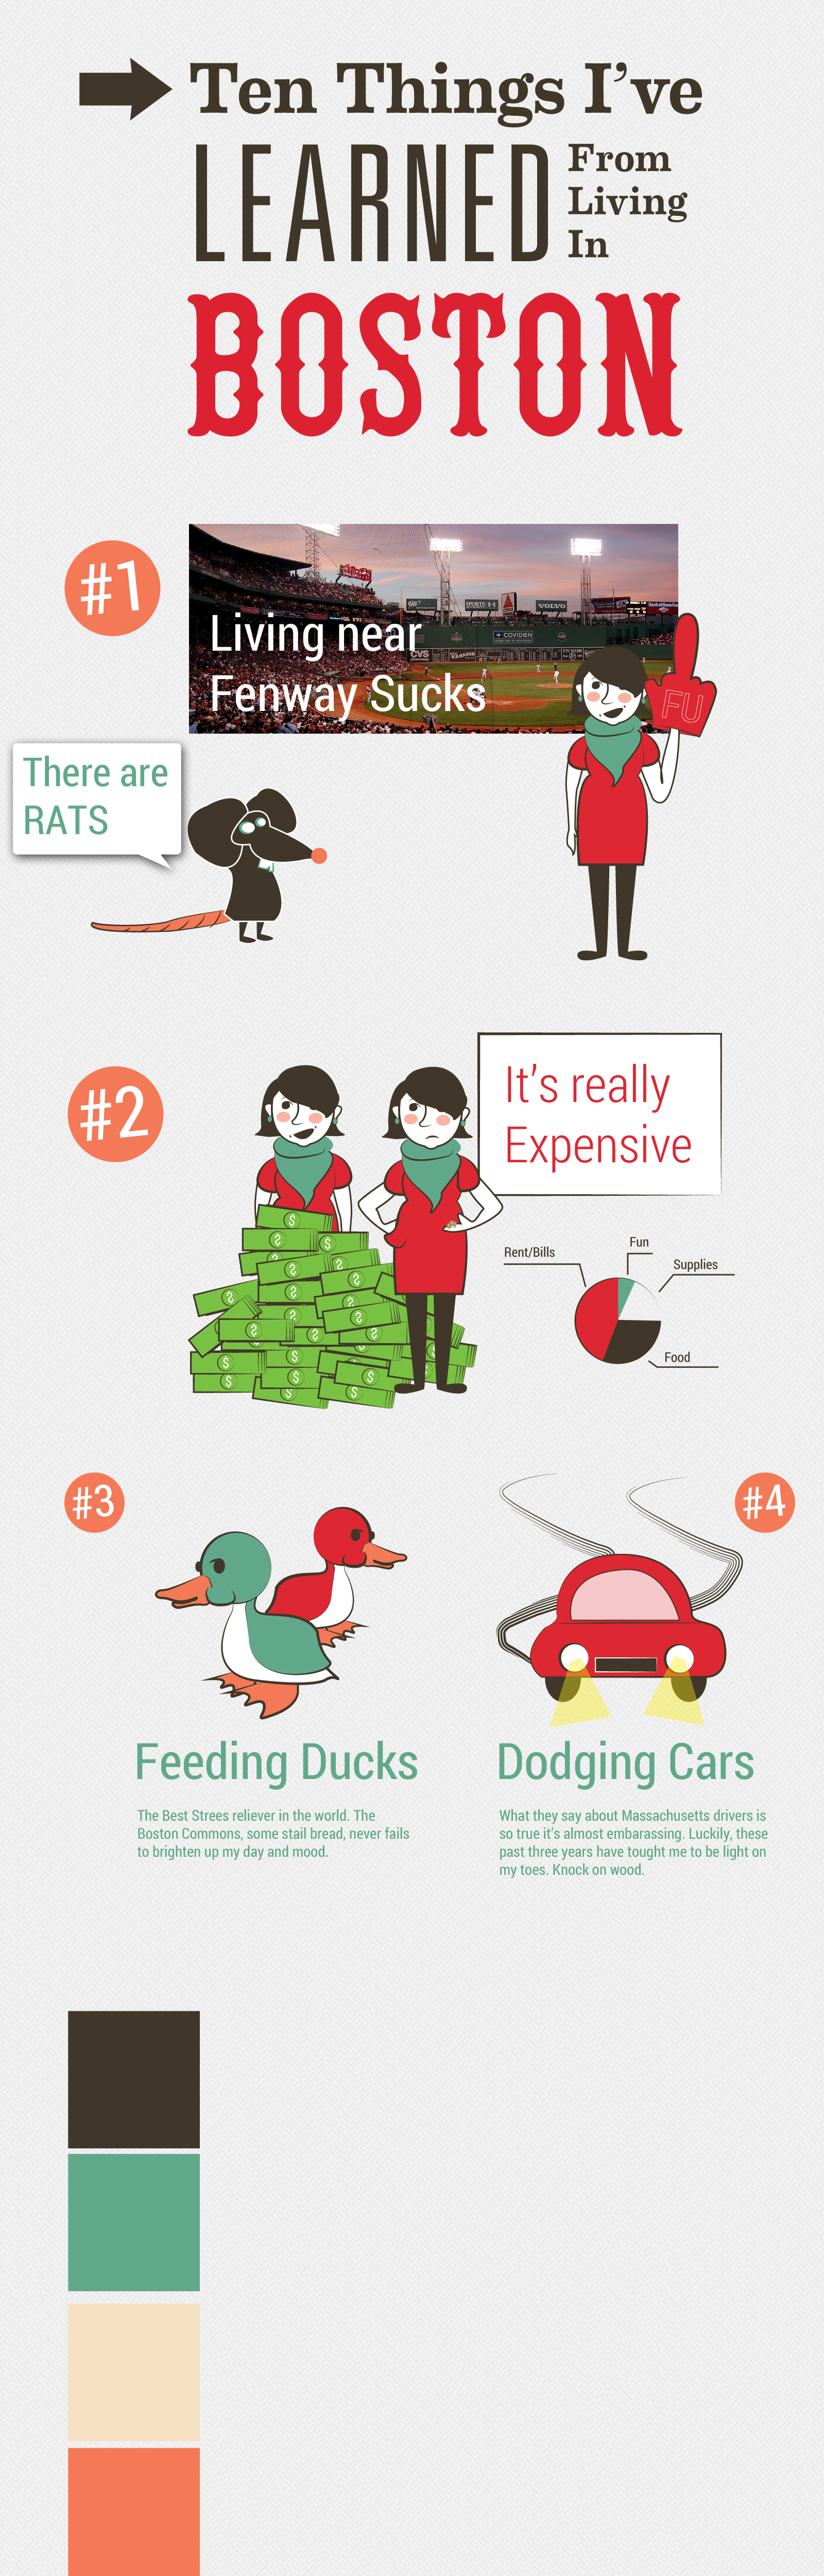 Ten Things I've
LEARNED
From
Living
In
BOSTON
#1
Living near
Fenway Sucks
VOLVO
COVIDIEN
CVS
FU
There are
RATS
#2
It's really
Expensive
Rent/Bills
Fun
Supplies
Food
#3
#4
Feeding Ducks
The Best Strees reliever in the world. The
Boston Commons, some stail bread, never fails
to brighten up my day and mood.
Dodging Cars
What they say about Massachusetts drivers is
so true it's almost embarassing. Luckily, these
past three years have tought me to be light on
my toes. Knock on wood.